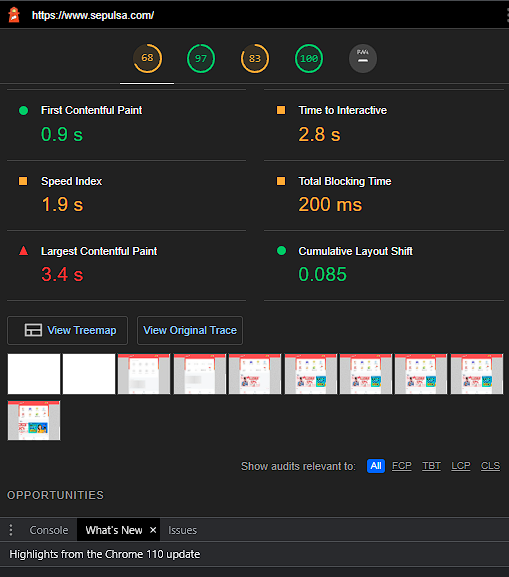 https://www.sepulsa.com/
68 97 83 100 PWA
First Contentful Paint
0.9 s
Time to Interactive
2.8 s
Speed Index
1.9 s
Total Blocking Time
200 ms
Largest Contentful Paint
3.4 s
Cumulative Layout Shift
0.085
View Treemap
View Original Trace
Show audits relevant to: All FCP TBT LCP CLS
OPPORTUNITIES
Console What's New × Issues
Highlights from the Chrome 110 update